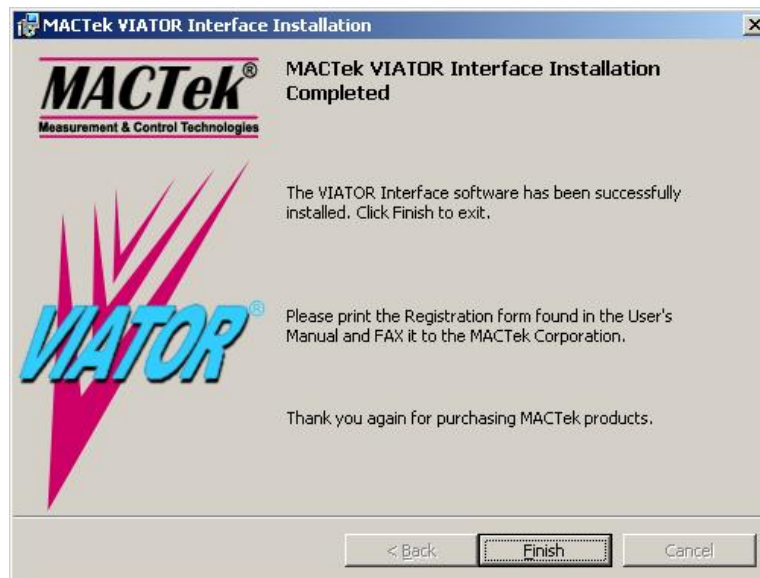 MACTek VIATOR Interface Installation
MACTek®
Measurement & Control Technologies
VIATOR®
MACTek VIATOR Interface Installation
Completed
The VIATOR Interface software has been successfully
installed. Click Finish to exit.
Please print the Registration form found in the User's
Manual and FAX it to the MACTek Corporation.
Thank you again for purchasing MACTek products.
< Back
Finish
Cancel